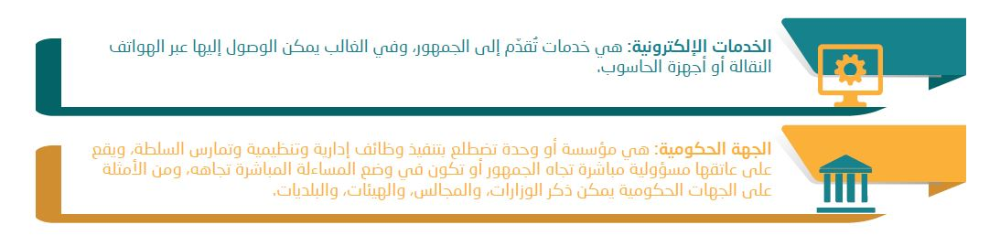 الخدمات الإلكترونية: هي خدمات تُقدّم إلى الجمهور، وفي الغالب يمكن الوصول إليها عبر الهواتف
النقالة أو أجهزة الحاسوب.
الجهة الحكومية: هي مؤسسة أو وحدة تضطلع بتنفيذ وظائف إدارية وتنظيمية وتمارس السلطة، ويقع
على عاتقها مسؤولية مباشرة تجاه الجمهور أو تكون في وضع المساءلة المباشرة تجاهه، ومن الأمثلة
على الجهات الحكومية يمكن ذكر الوزارات، والمجالس، والهيئات، والبلديات.